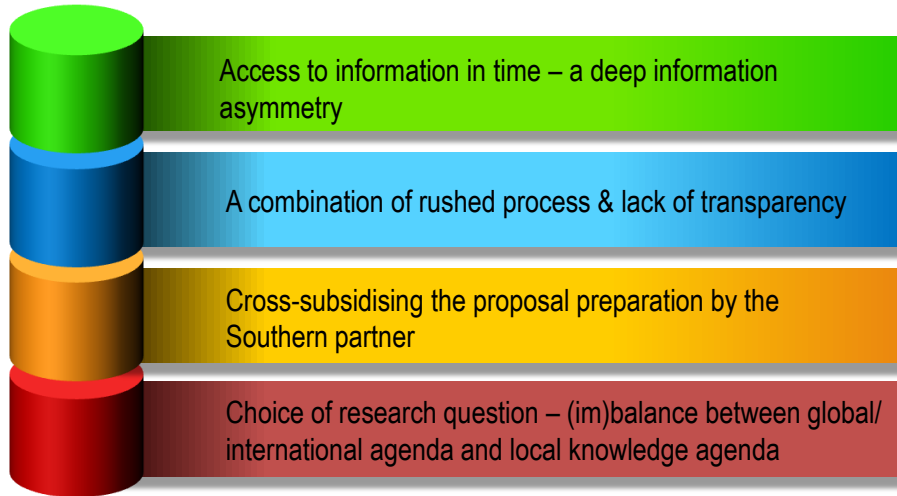 Access to information in time – a deep information
asymmetry
A combination of rushed process & lack of transparency
Cross-subsidising the proposal preparation by the
Southern partner
Choice of research question – (im)balance between global/
international agenda and local knowledge agenda